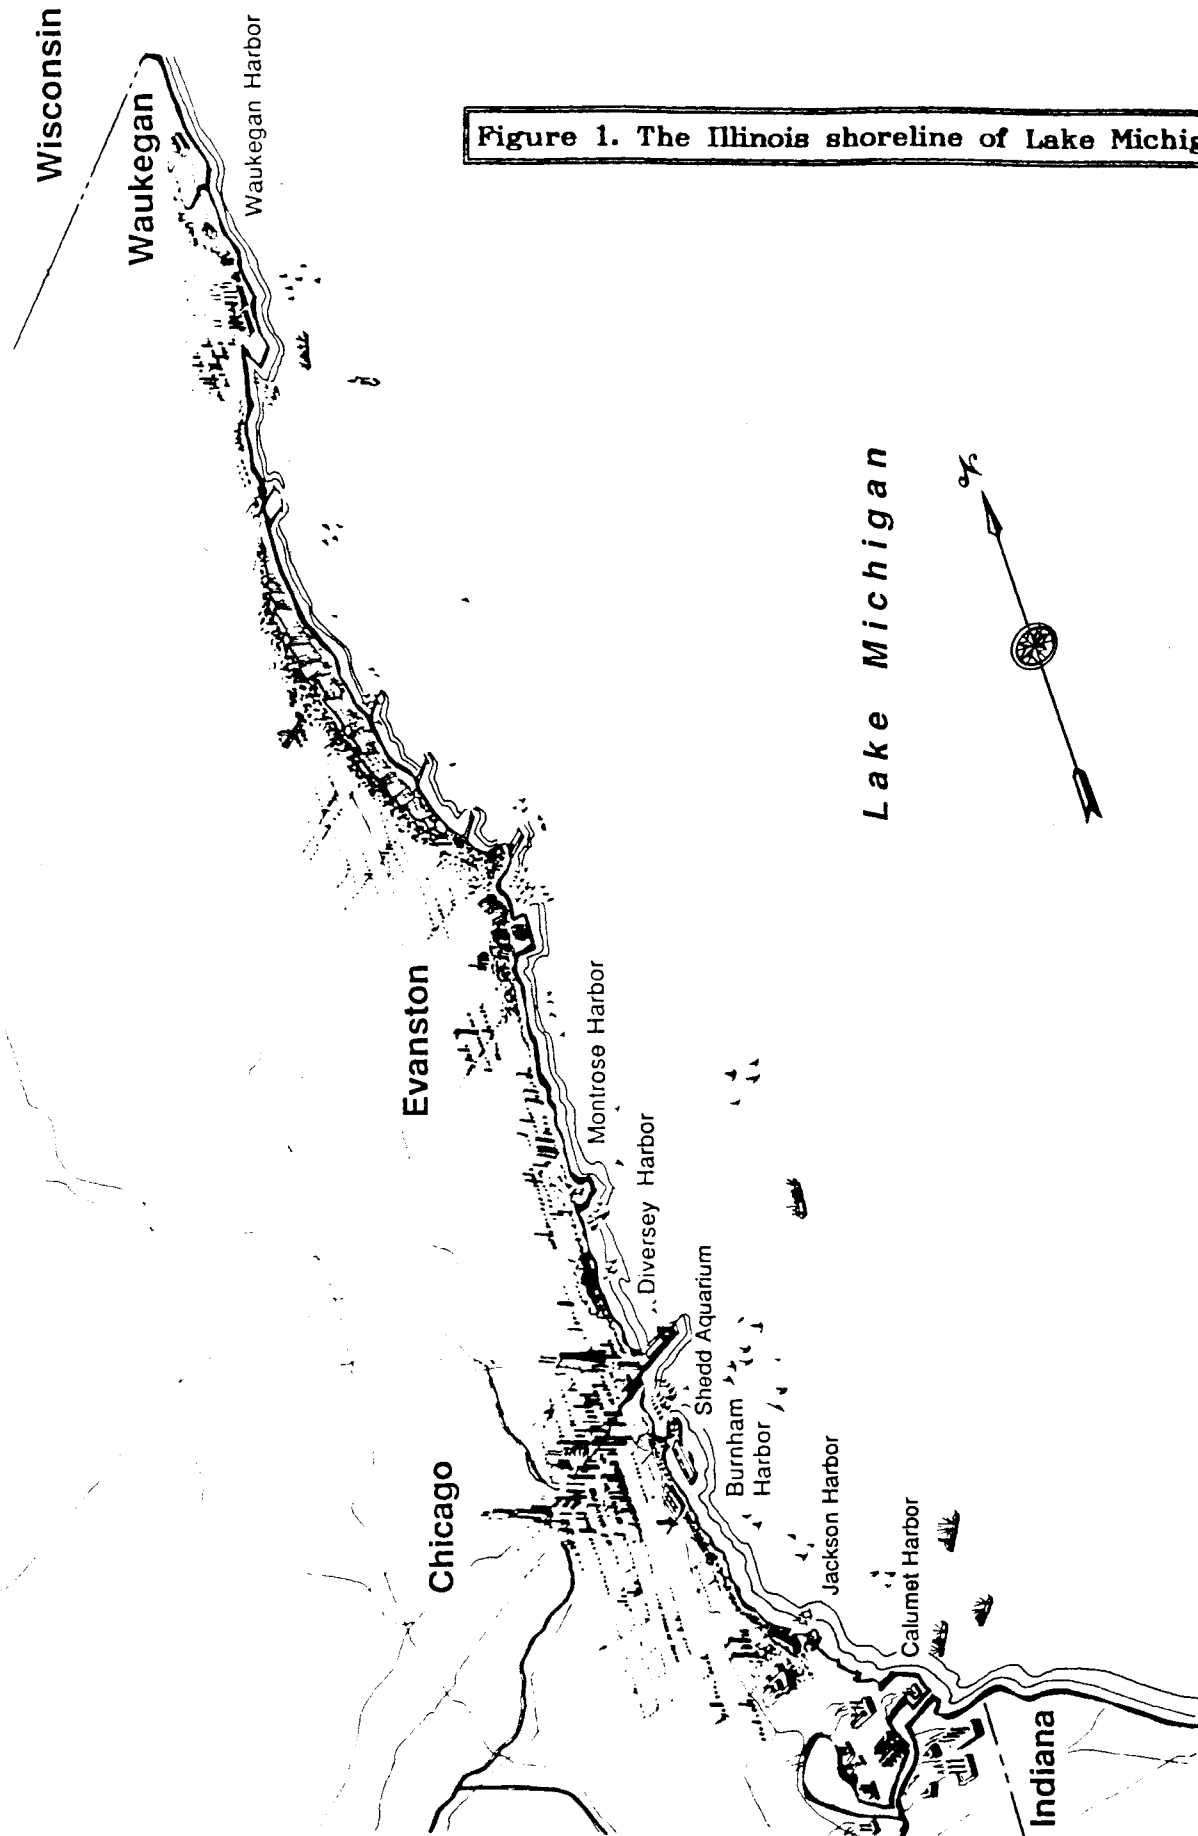 Wisconsin
Waukegan
Waukegan Harbor
Figure 1. The Illinois shoreline of Lake Michig
Lake Michigan
N
Evanston
Montrose Harbor
Diversey Harbor
Shedd Aquarium
Burnham
Harbor
Chicago
Jackson Harbor
Calumet Harbor
Indiana